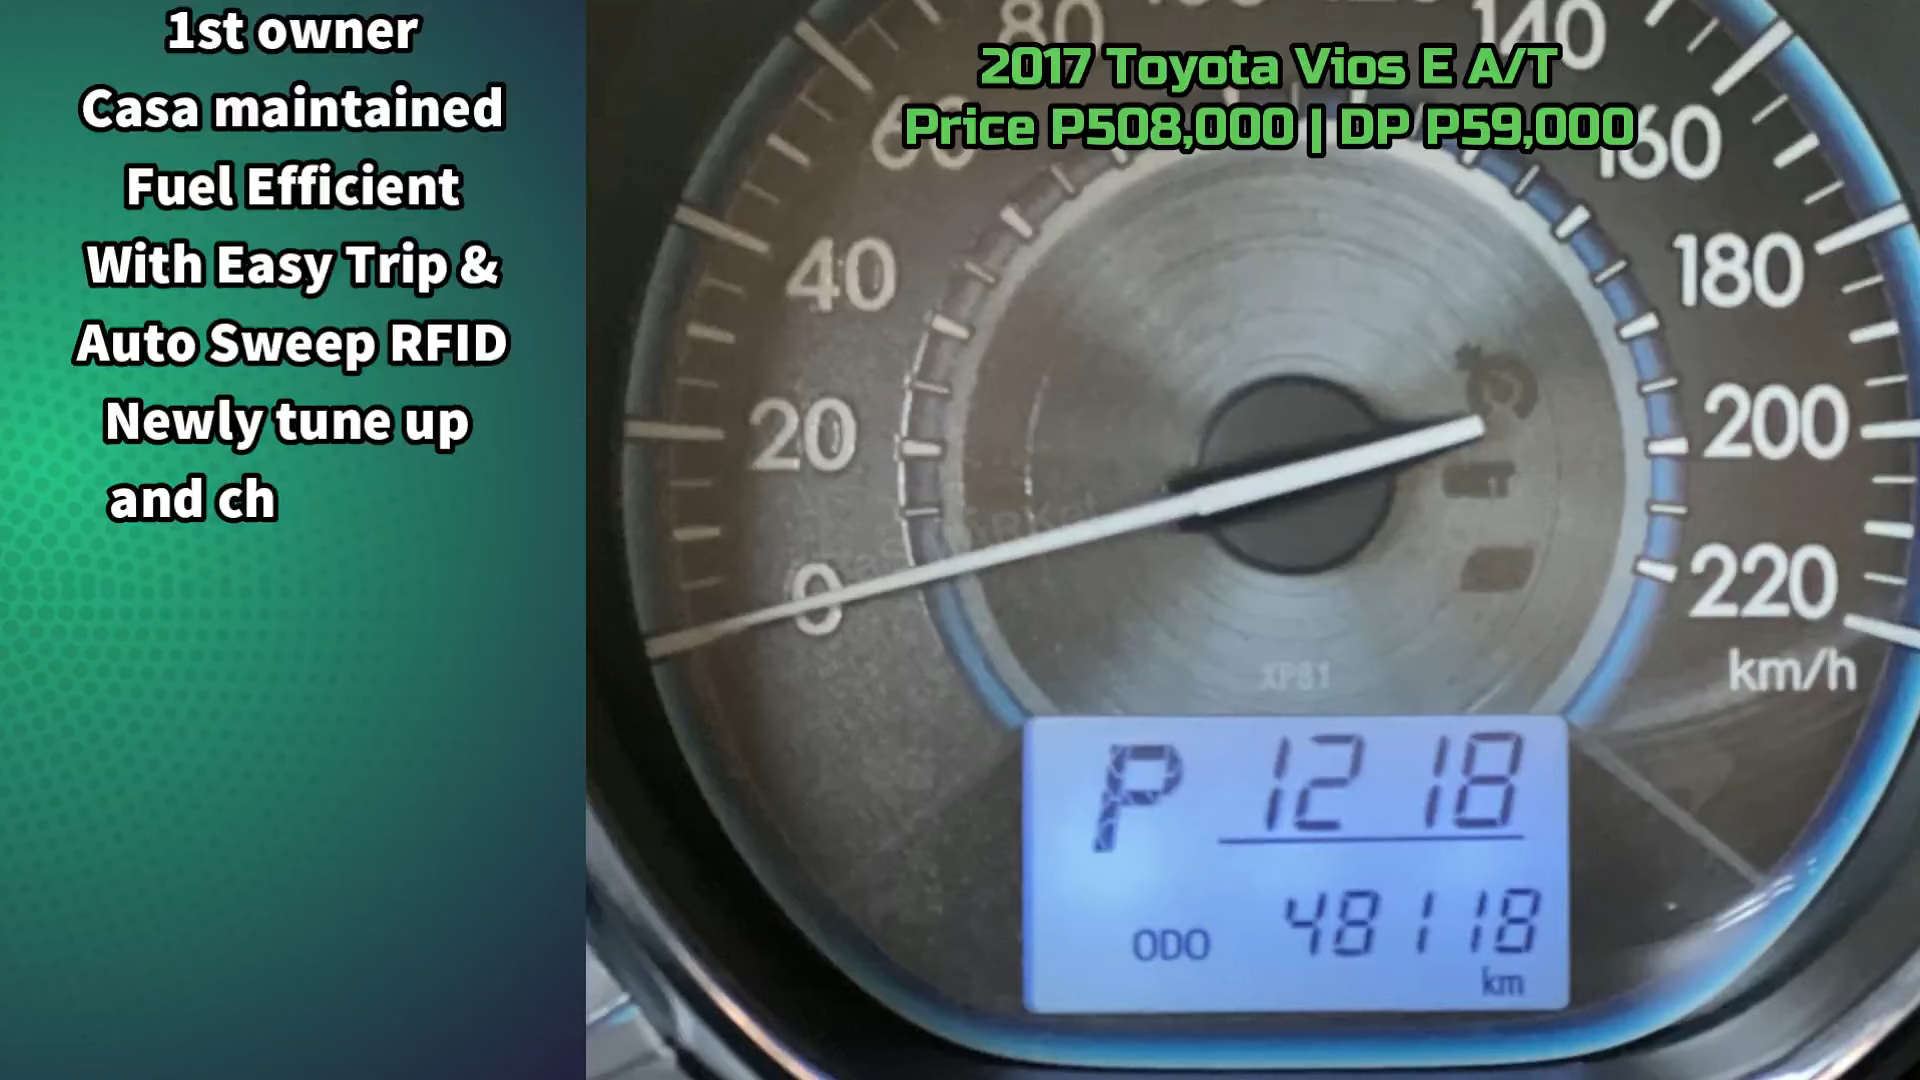 1st owner
Casa maintained
Fuel Efficient
With Easy Trip &
Auto Sweep RFID
Newly tune up
and ch
2017 Toyota Vios E A/T
Price P508,000 | DP P59,000
80
140
60
160
40
180
20
200
0
220
km/h
XP81
P 12 18
ODO 48118
km